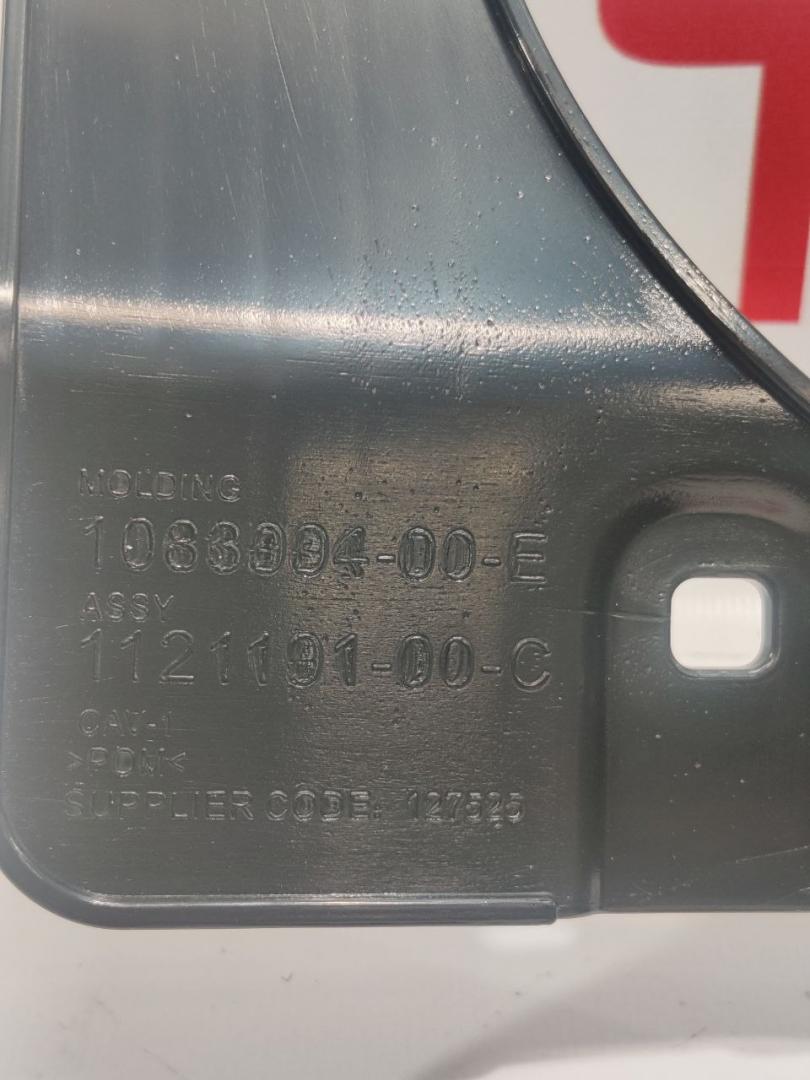 MOLDING
1083994-00-E
ASSY
1121191-00-C
CAV-1
>PDM<
SUPPLIER CODE: 127525